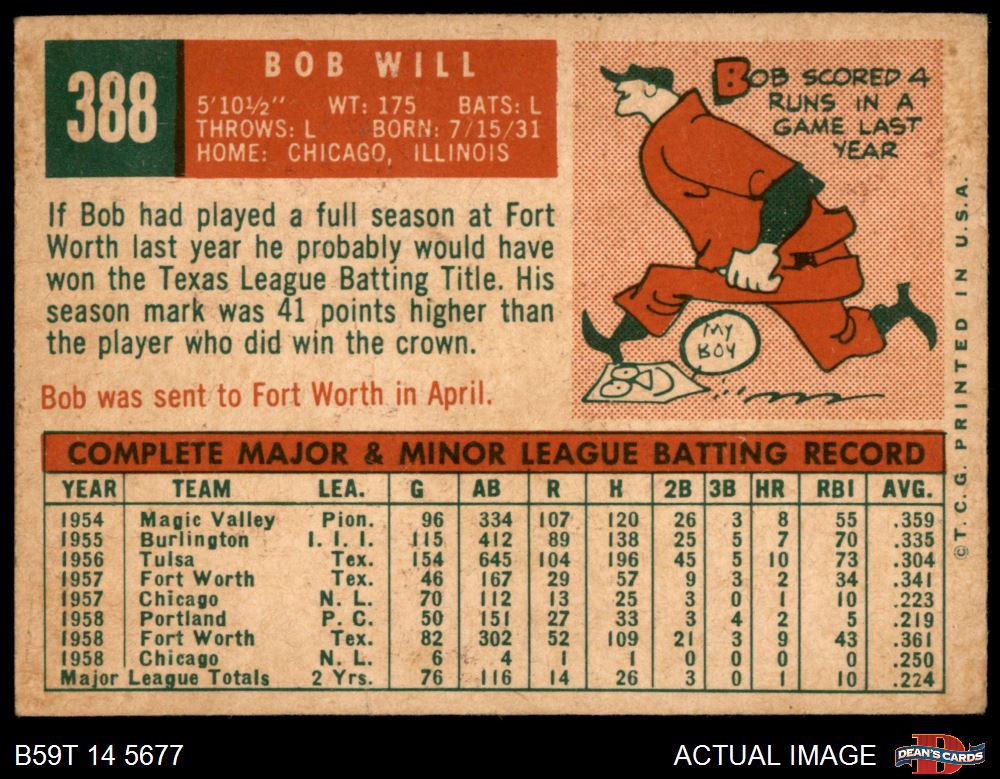 388
BOB WILL
5'10½" WT: 175 BATS: L
THROWS: L BORN: 7/15/31
HOME: CHICAGO, ILLINOIS
BOB SCORED 4
RUNS IN A
GAME LAST
YEAR
MY
BOY
If Bob had played a full season at Fort
Worth last year he probably would have
won the Texas League Batting Title. His
season mark was 41 points higher than
the player who did win the crown.
Bob was sent to Fort Worth in April.
COMPLETE MAJOR & MINOR LEAGUE BATTING RECORD
YEAR TEAM LEA. G AB R H 2B 3B HR RBI AVG.
1954 Magic Valley Pion. 96 334 107 120 26 3 8 55 .359
1955 Burlington I. I. I. 115 412 89 138 25 5 7 70 .335
1956 Tulsa Tex. 154 645 104 196 45 5 10 73 .304
1957 Fort Worth Tex. 46 167 29 57 9 3 2 34 .341
1957 Chicago N. L. 70 112 13 25 3 0 1 10 .223
1958 Portland P. C. 50 151 27 33 3 4 2 5 .219
1958 Fort Worth Tex. 82 302 52 109 21 3 9 43 .361
1958 Chicago N. L. 6 4 1 1 0 0 0 0 .250
Major League Totals 2 Yrs. 76 116 14 26 3 0 1 10 .224
© T. C. G. PRINTED IN U.S.A.
B59T 14 5677
ACTUAL IMAGE
D
DEAN'S CARDS